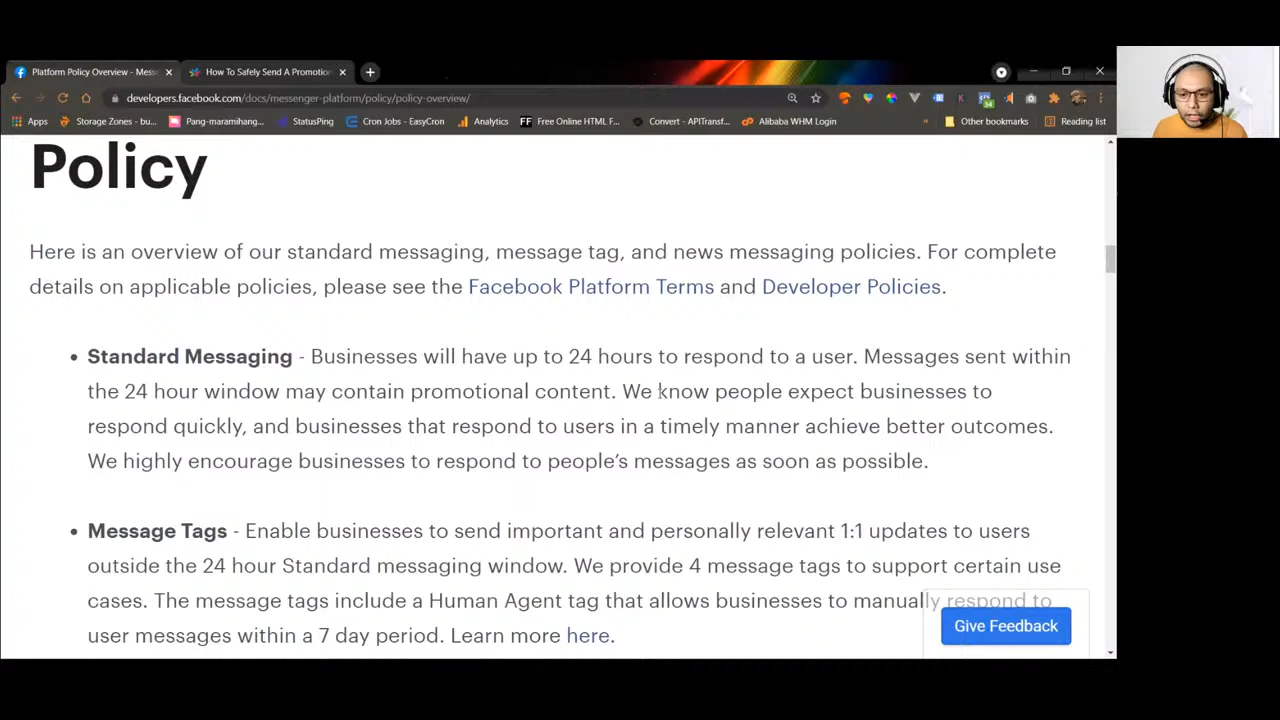 Platform Policy Overview - Mess
How To Safely Send A Promotion
developers.facebook.com/docs/messenger-platform/policy/policy-overview/
Apps
Storage Zones - bu...
Pang-maramihang...
StatusPing
Cron Jobs - EasyCron
Analytics
FF Free Online HTML F...
Convert - APITransf...
Alibaba WHM Login
»
Other bookmarks
Reading list
Policy
Here is an overview of our standard messaging, message tag, and news messaging policies. For complete
details on applicable policies, please see the Facebook Platform Terms and Developer Policies.
• Standard Messaging - Businesses will have up to 24 hours to respond to a user. Messages sent within
the 24 hour window may contain promotional content. We know people expect businesses to
respond quickly, and businesses that respond to users in a timely manner achieve better outcomes.
We highly encourage businesses to respond to people’s messages as soon as possible.
• Message Tags - Enable businesses to send important and personally relevant 1:1 updates to users
outside the 24 hour Standard messaging window. We provide 4 message tags to support certain use
cases. The message tags include a Human Agent tag that allows businesses to manually respond to
user messages within a 7 day period. Learn more here.
Give Feedback